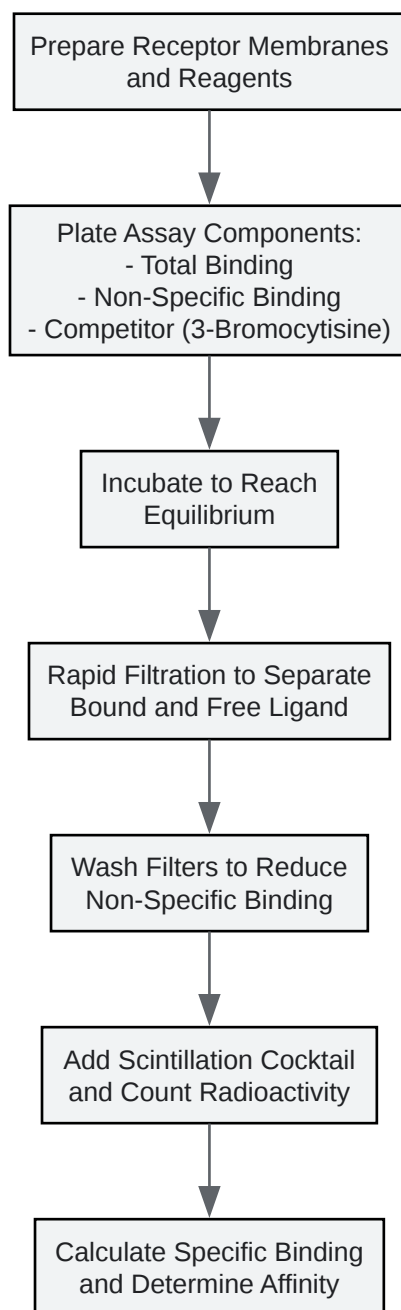 Prepare Receptor Membranes
and Reagents
Plate Assay Components:
- Total Binding
- Non-Specific Binding
- Competitor (3-Bromocytisine)
Incubate to Reach
Equilibrium
Rapid Filtration to Separate
Bound and Free Ligand
Wash Filters to Reduce
Non-Specific Binding
Add Scintillation Cocktail
and Count Radioactivity
Calculate Specific Binding
and Determine Affinity